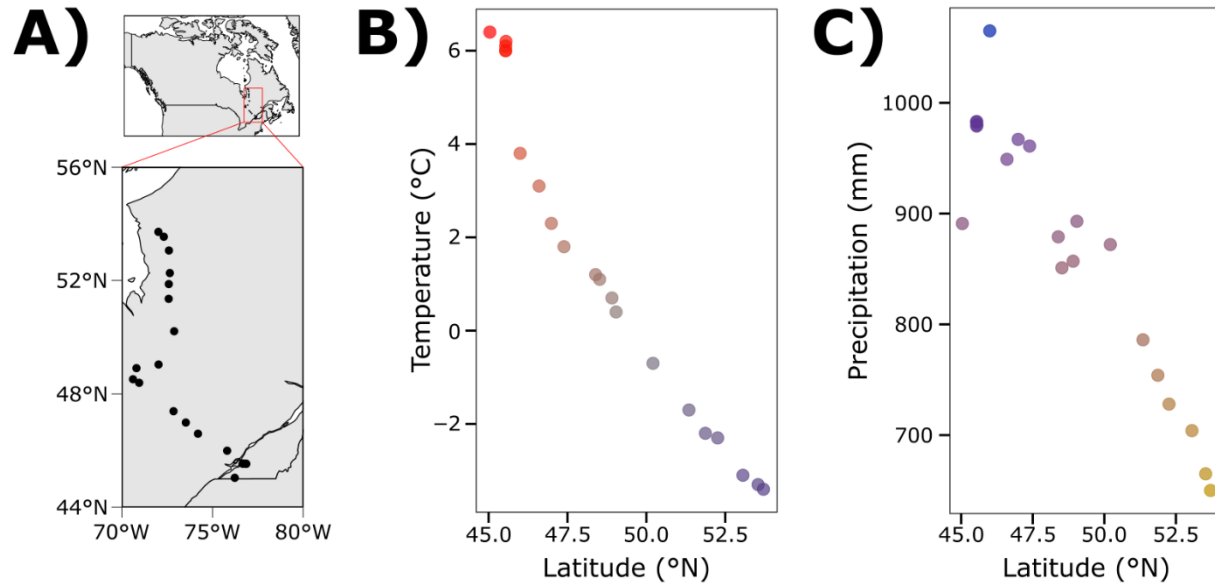 A)
56°N
52°N
48°N
44°N
70°W
75°W
80°W
B)
Temperature (°C)
6
4
2
0
−2
45.0
47.5
50.0
52.5
Latitude (°N)
C)
Precipitation (mm)
1000
900
800
700
45.0
47.5
50.0
52.5
Latitude (°N)